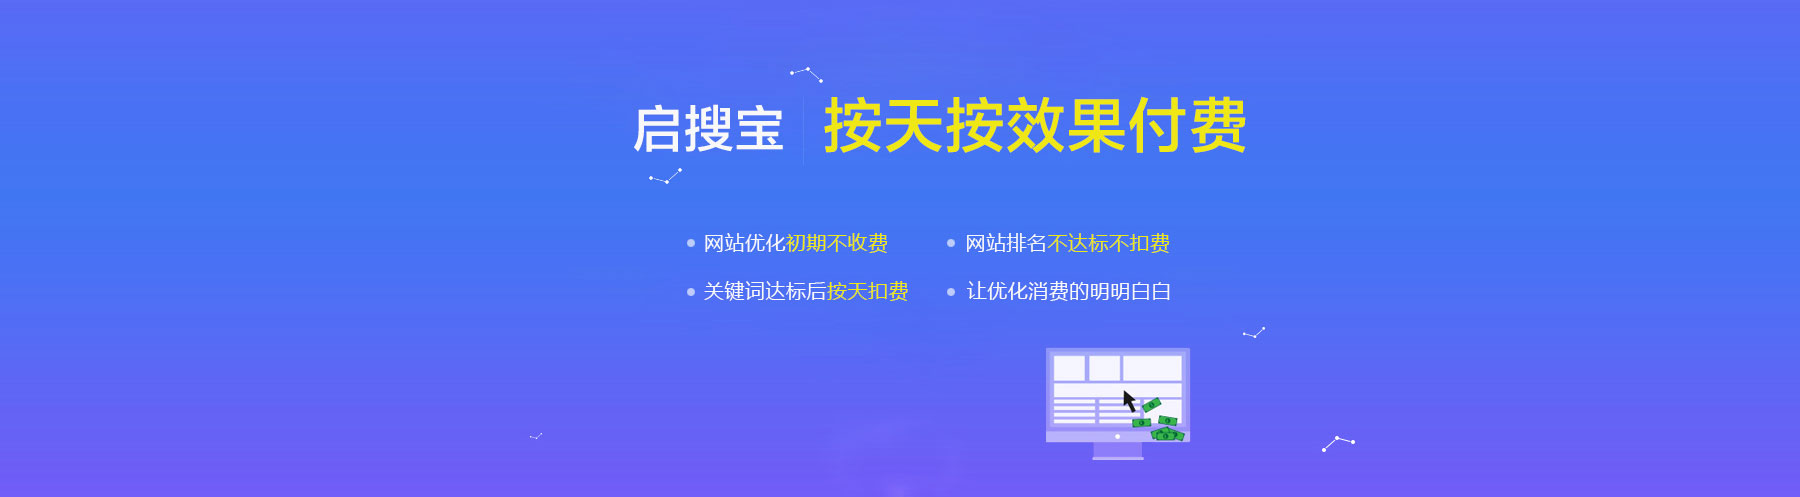 启搜宝 按天按效果付费
网站优化初期不收费 网站排名不达标不扣费
关键词达标后按天扣费 让优化消费的明明白白